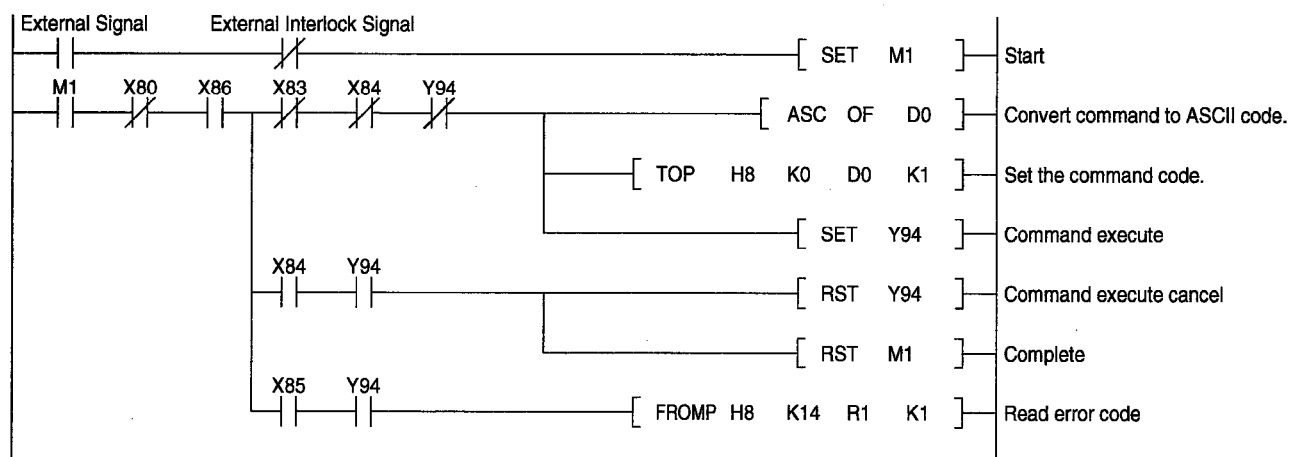 External Signal External Interlock Signal
SET M1 Start
M1 X80 X86 X83 X84 Y94
ASC OF D0 Convert command to ASCII code.
TOP H8 K0 D0 K1 Set the command code.
SET Y94 Command execute
X84 Y94
RST Y94 Command execute cancel
RST M1 Complete
X85 Y94
FROMP H8 K14 R1 K1 Read error code